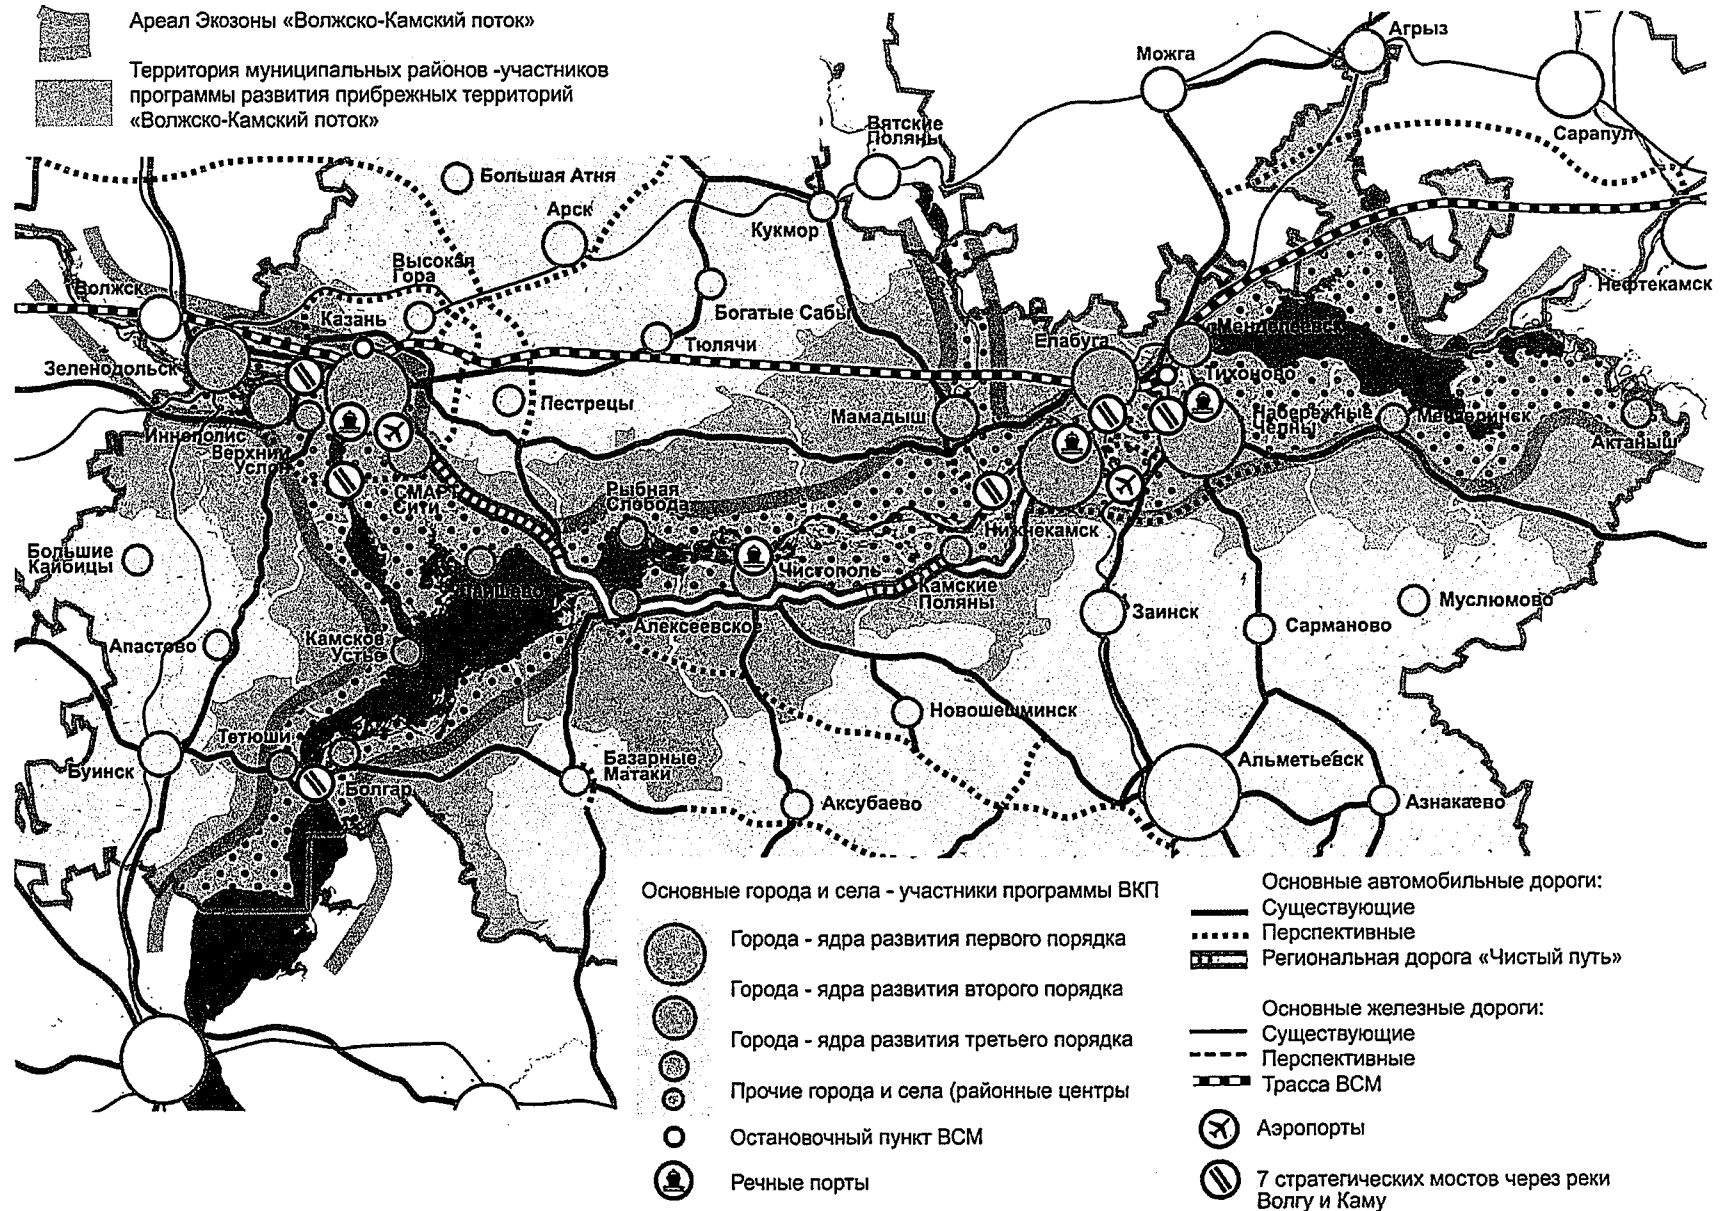 Ареал Экозоны «Волжско-Камский поток»
Территория муниципальных районов -участников
программы развития прибрежных территорий
«Волжско-Камский поток»
Агрыз
Можга
Сарапул
Вятские
Поляны
Большая Атня
Арск
Кукмор
Высокая
Гора
Волжск
Нефтекамск
Казань
Богатые Сабы
Тюлячи
Менделеевск
Елабуга
Зеленодольск
Тихоново
Пестрецы
Мамадыш
Набережные
Челны
Мензелинск
Иннополис
Верхний
Услон
Актаныш
СМАРТ
Сити
Рыбная
Слобода
Нижнекамск
Большие
Кайбицы
Чистополь
Лаишево
Камские
Поляны
Муслюмово
Заинск
Сарманово
Алексеевское
Камское
Устье
Апастово
Новошешминск
Тетюши
Буинск
Болгар
Базарные
Матаки
Альметьевск
Аксубаево
Азнакаево
Основные города и села - участники программы ВКП
Города - ядра развития первого порядка
Города - ядра развития второго порядка
Города - ядра развития третьего порядка
Прочие города и села (районные центры
Остановочный пункт ВСМ
Речные порты
Основные автомобильные дороги:
Существующие
Перспективные
Региональная дорога «Чистый путь»
Основные железные дороги:
Существующие
Перспективные
Трасса ВСМ
Аэропорты
7 стратегических мостов через реки
Волгу и Каму